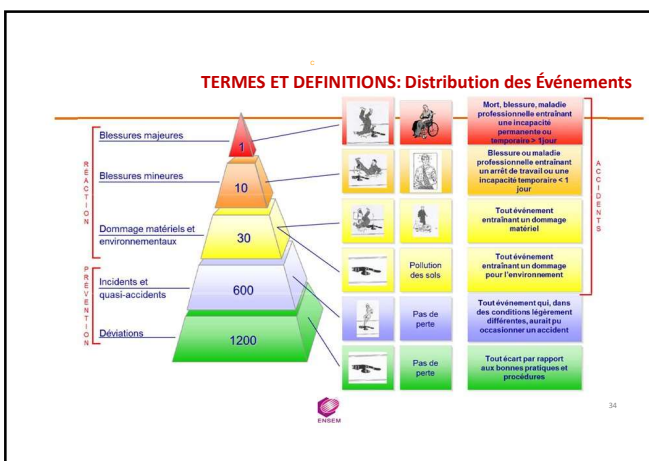 c.
TERMES ET DEFINITIONS: Distribution des Événements
RÉACTION
Blessures majeures
1
Blessures mineures
10
Dommage matériels et
environnementaux
30
PRÉVENTION
Incidents et
quasi-accidents
600
Déviations
1200
Mort, blessure, maladie
professionnelle entraînant
une incapacité
permanente ou
temporaire > 1jour
Blessure ou maladie
professionnelle entraînant
un arrêt de travail ou une
incapacité temporaire < 1
jour
Tout événement
entraînant un dommage
matériel
Pollution
des sols
Tout événement
entraînant un dommage
pour l'environnement
Pas de
perte
Tout événement qui, dans
des conditions légèrement
différentes, aurait pu
occasionner un accident
Pas de
perte
Tout écart par rapport
aux bonnes pratiques et
procédures
ACCIDENTS
ENSEM
34